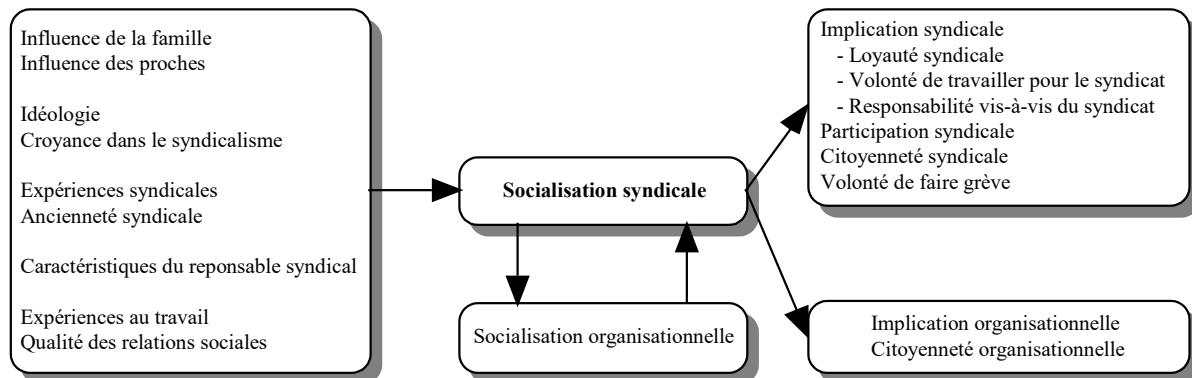 Influence de la famille
Influence des proches
Idéologie
Croyance dans le syndicalisme
Expériences syndicales
Ancienneté syndicale
Caractéristiques du reponsable syndical
Expériences au travail
Qualité des relations sociales
Socialisation syndicale
Socialisation organisationnelle
Implication syndicale
- Loyauté syndicale
- Volonté de travailler pour le syndicat
- Responsabilité vis-à-vis du syndicat
Participation syndicale
Citoyenneté syndicale
Volonté de faire grève
Implication organisationnelle
Citoyenneté organisationnelle